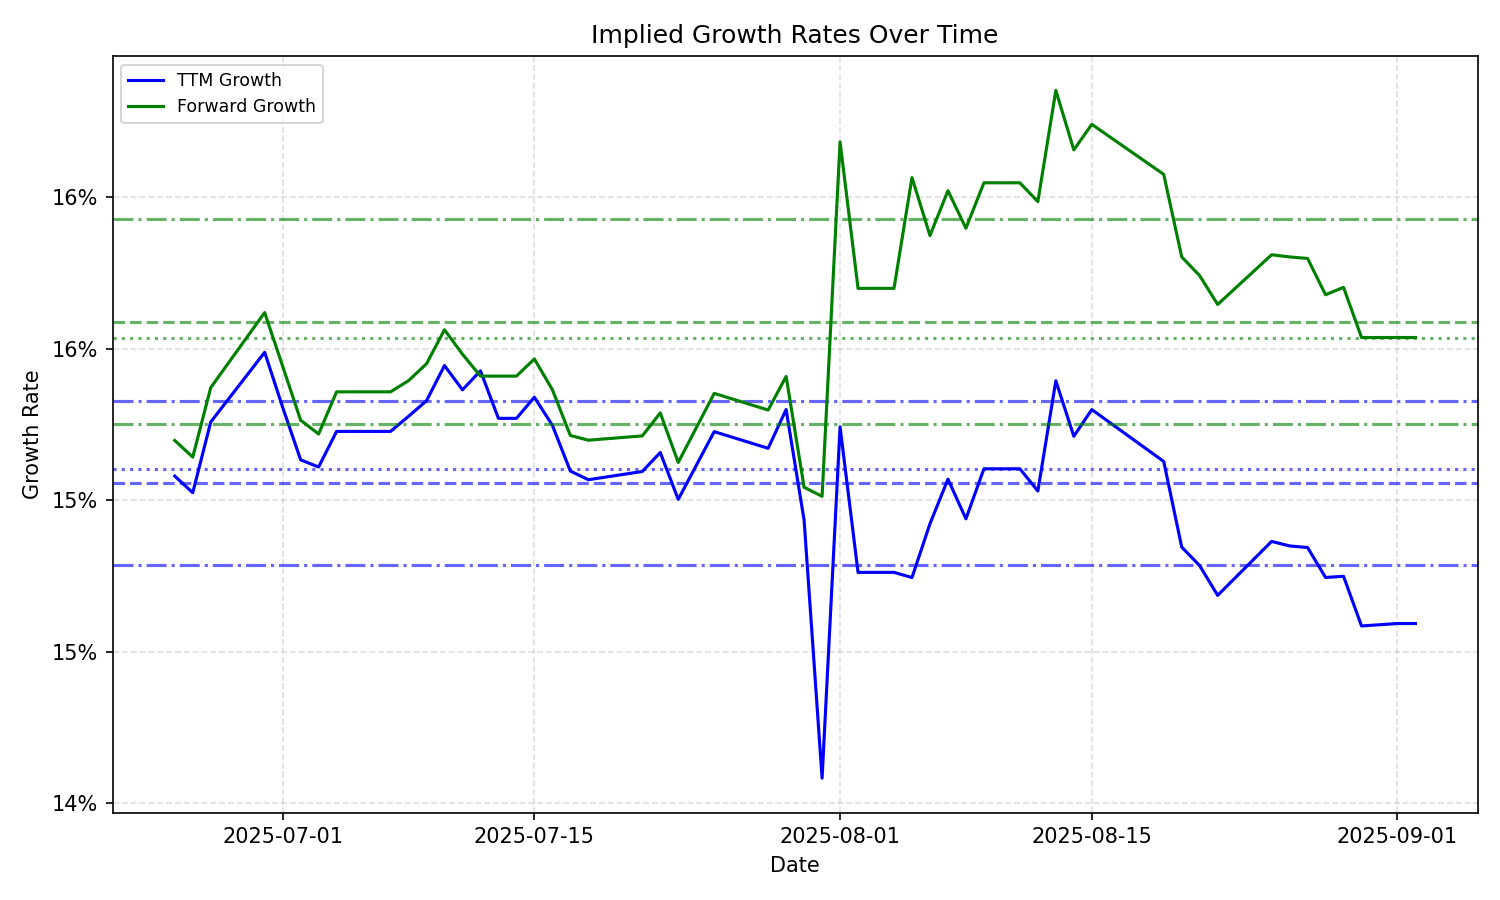 Implied Growth Rates Over Time
TTM Growth
Forward Growth
16%
16%
15%
15%
14%
Growth Rate
2025-07-01
2025-07-15
2025-08-01
2025-08-15
2025-09-01
Date